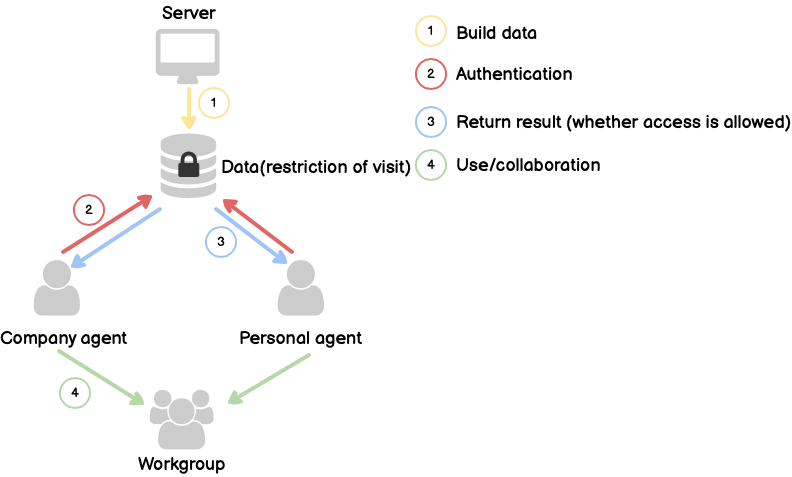 Server
1 Build data
2 Authentication
1
3 Return result (whether access is allowed)
Data(restriction of visit)
4 Use/collaboration
2
3
Company agent
Personal agent
4
Workgroup